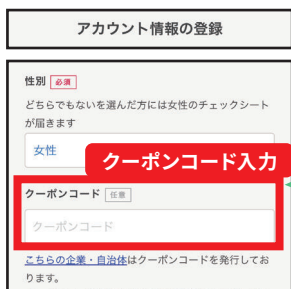 アカウント情報の登録
性別 必須
どちらでもないを選んだ方には女性のチェックシート
が届きます
女性
クーポンコード入力
クーポンコード 任意
クーポンコード
こちらの企業・自治体はクーポンコードを発行してお
ります。